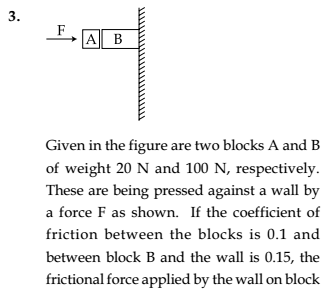 3.
F
A B
Given in the figure are two blocks A and B
of weight 20 N and 100 N, respectively.
These are being pressed against a wall by
a force F as shown. If the coefficient of
friction between the blocks is 0.1 and
between block B and the wall is 0.15, the
frictional force applied by the wall on block